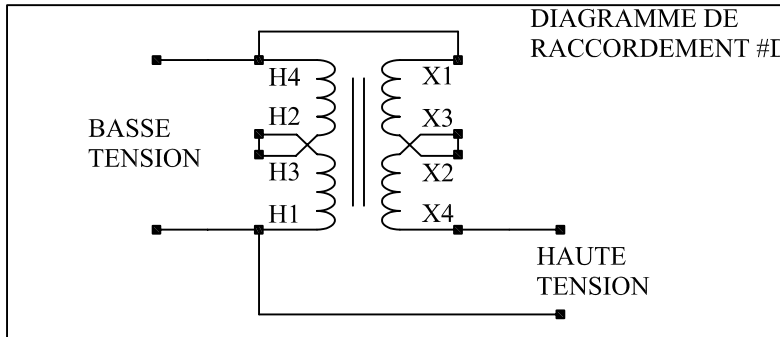 DIAGRAMME DE
RACCORDEMENT #D
H4
X1
H2
X3
BASSE
TENSION
H3
X2
H1
X4
HAUTE
TENSION